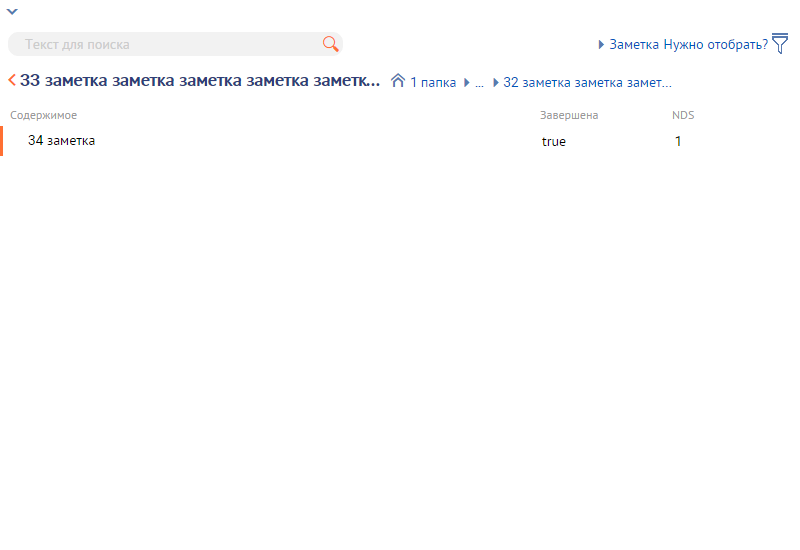 Текст для поиска
Заметка Нужно отобрать?
33 заметка заметка заметка заметка заметк... 1 папка ... 32 заметка заметка замет...
Содержимое Завершена NDS
34 заметка true 1